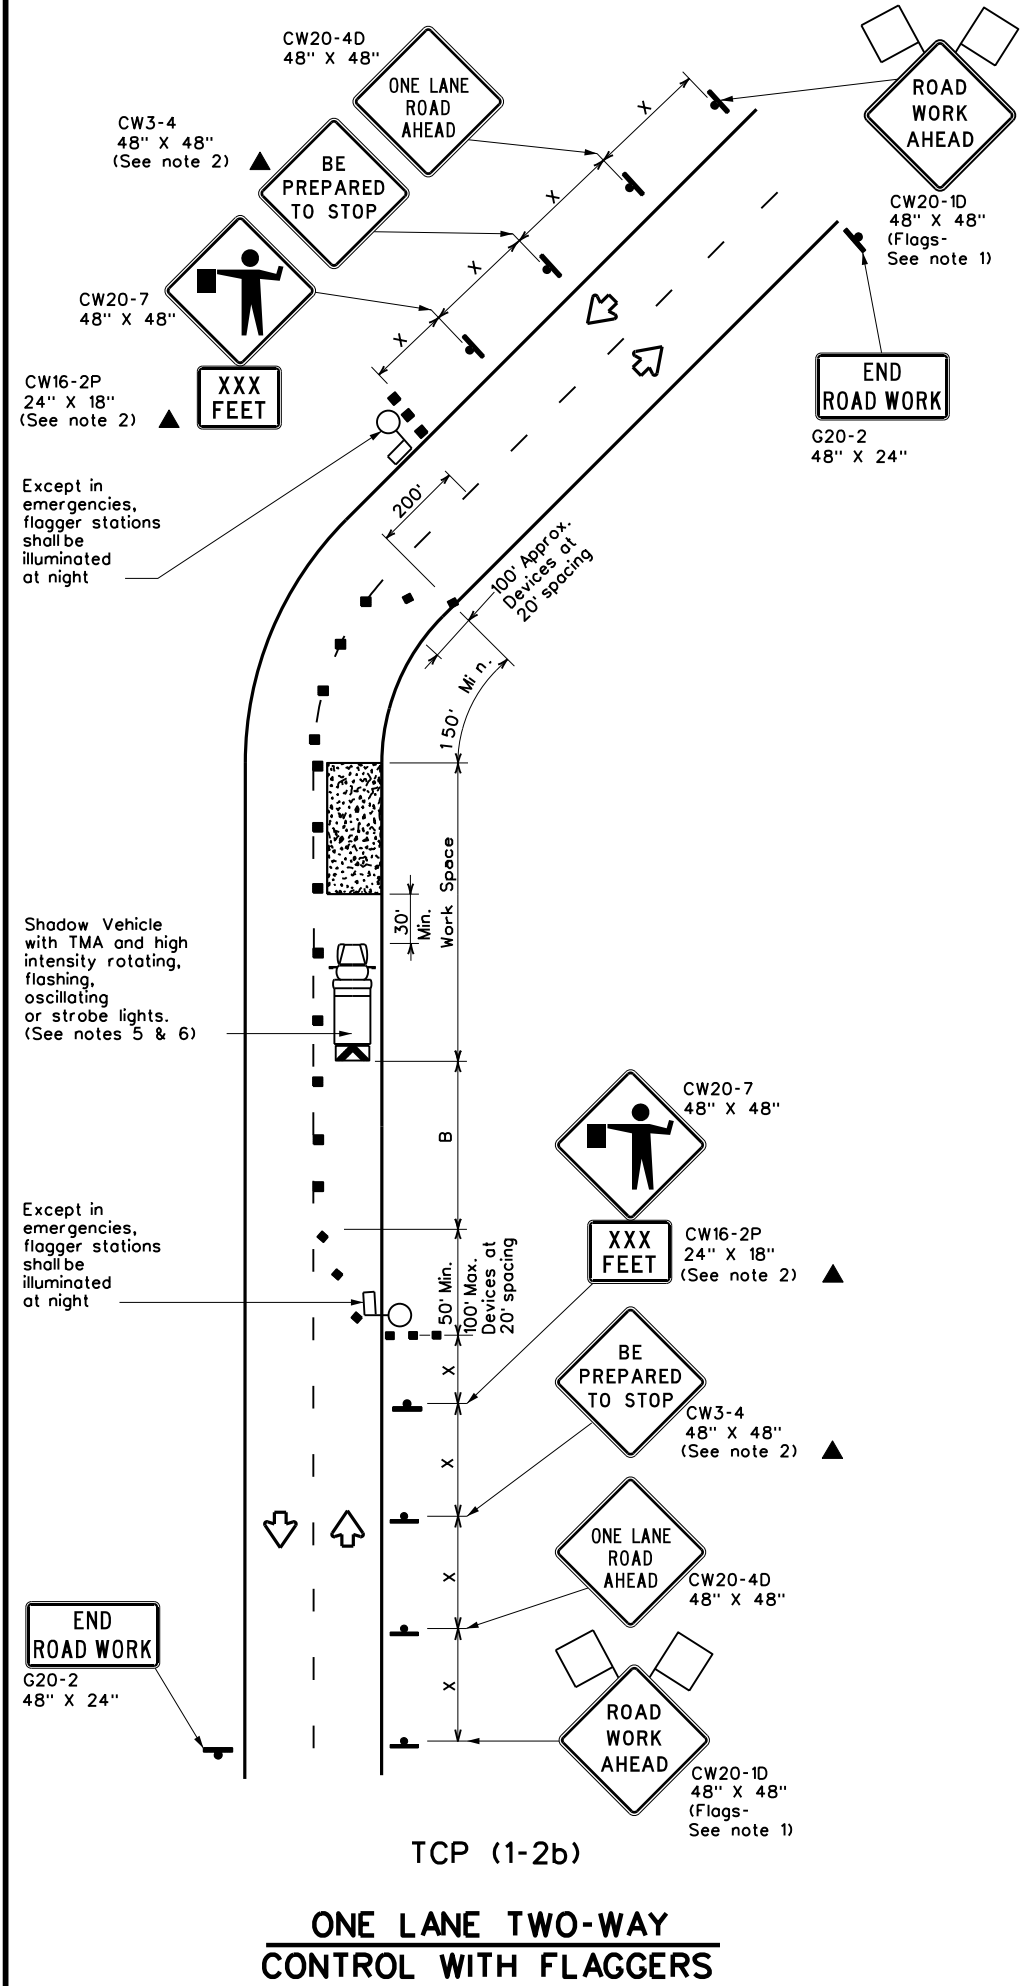 CW20-4D
48" X 48"
ONE LANE
ROAD
AHEAD
ROAD
WORK
AHEAD
CW20-1D
48" X 48"
(Flags-
See note 1)
CW3-4
48" X 48"
(See note 2)
BE
PREPARED
TO STOP
X
X
X
X
CW20-7
48" X 48"
XXX
FEET
CW16-2P
24" X 18"
(See note 2)
END
ROAD WORK
G20-2
48" X 24"
Except in
emergencies,
flagger stations
shall be
illuminated
at night
200'
100' Approx.
Devices at
20' spacing
150' Min.
Work Space
30'
Min.
Shadow Vehicle
with TMA and high
intensity rotating,
flashing,
oscillating
or strobe lights.
(See notes 5 & 6)
B
CW20-7
48" X 48"
XXX
FEET
CW16-2P
24" X 18"
(See note 2)
Except in
emergencies,
flagger stations
shall be
illuminated
at night
50' Min.
100' Max.
Devices at
20' spacing
X
X
X
X
BE
PREPARED
TO STOP
CW3-4
48" X 48"
(See note 2)
ONE LANE
ROAD
AHEAD
CW20-4D
48" X 48"
END
ROAD WORK
G20-2
48" X 24"
ROAD
WORK
AHEAD
CW20-1D
48" X 48"
(Flags-
See note 1)
TCP (1-2b)
ONE LANE TWO-WAY
CONTROL WITH FLAGGERS